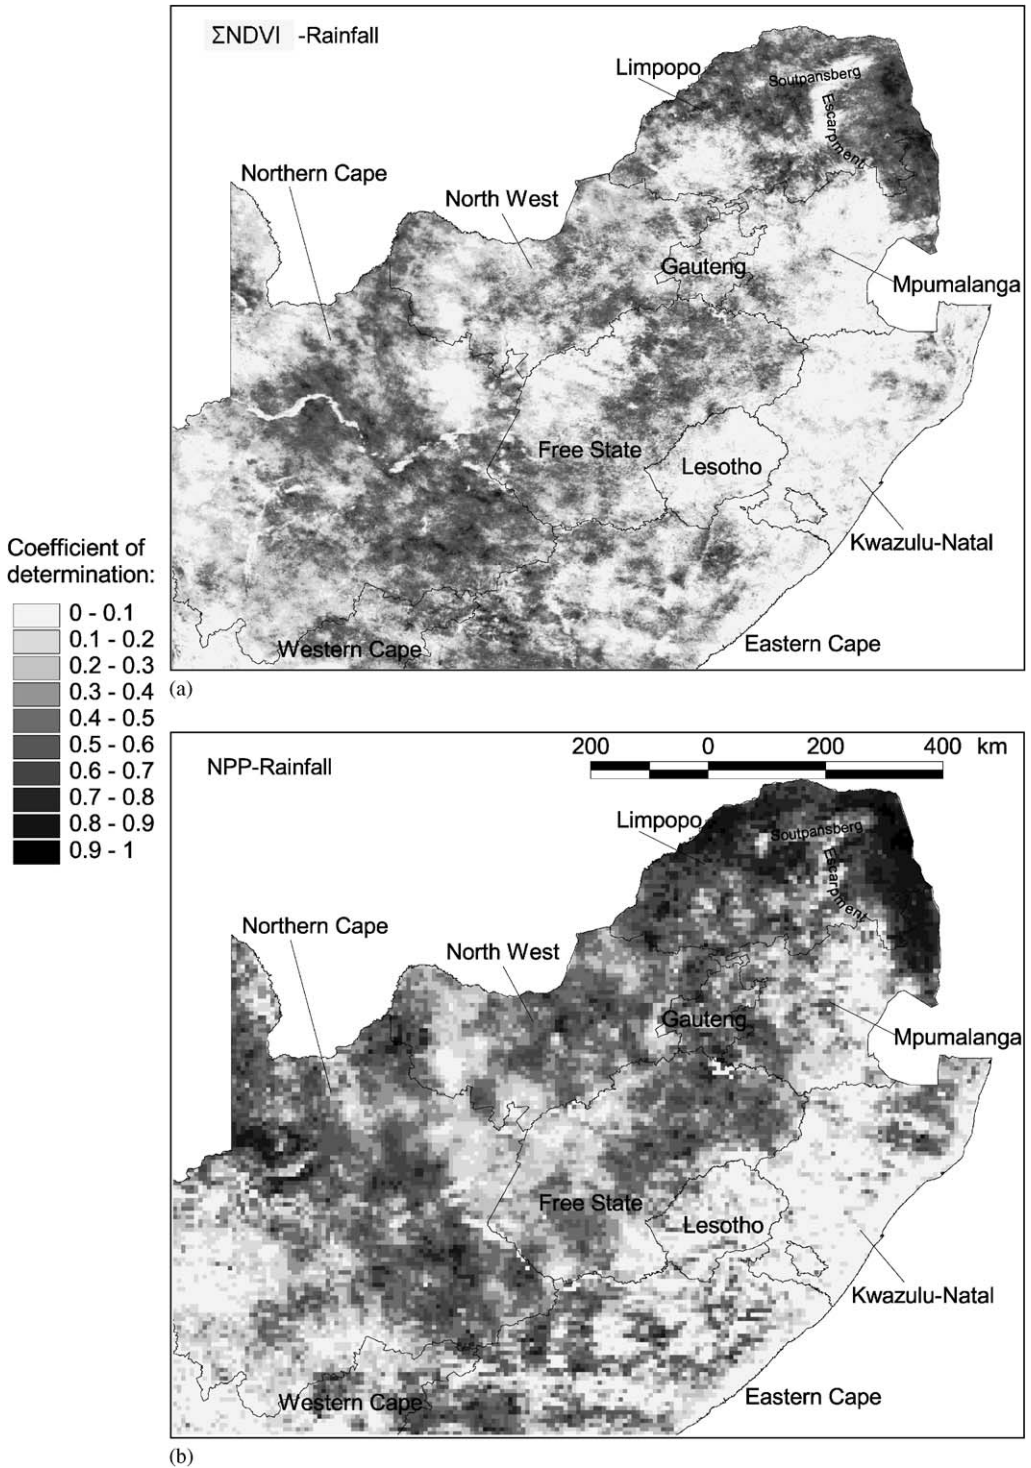 ΣNDVI -Rainfall
Limpopo
Soutpansberg
Escarpment
Northern Cape
North West
Gauteng
Mpumalanga
Free State
Lesotho
Kwazulu-Natal
Western Cape
Eastern Cape
(a)
Coefficient of
determination:
0 - 0.1
0.1 - 0.2
0.2 - 0.3
0.3 - 0.4
0.4 - 0.5
0.5 - 0.6
0.6 - 0.7
0.7 - 0.8
0.8 - 0.9
0.9 - 1
200 0 200 400 km
NPP-Rainfall
Limpopo
Soutpansberg
Escarpment
Northern Cape
North West
Gauteng
Mpumalanga
Free State
Lesotho
Kwazulu-Natal
Western Cape
Eastern Cape
(b)